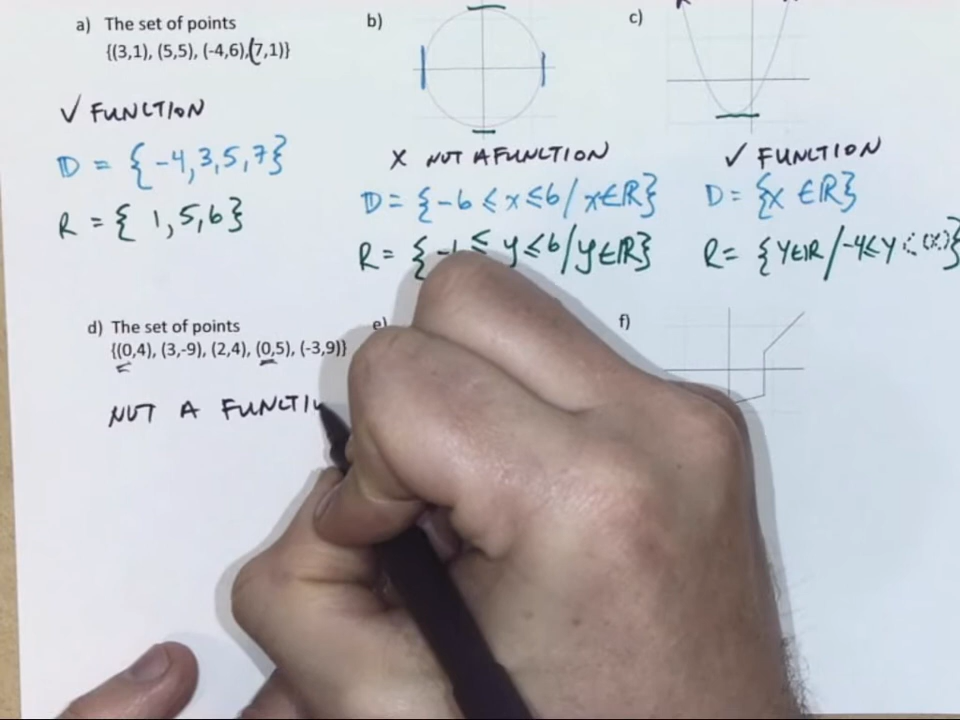 a) The set of points
{(3,1), (5,5), (-4,6),(7,1)}
b)
c)
✓ FUNCTION
D = {-4,3,5,7}
R = { 1,5,6}
X NOT A FUNCTION
D= {-6 ≤ x ≤ 6 / x∈R}
R= { ≤ y ≤ 6 / y∈R}
✓ FUNCTION
D= {x ∈ R}
R= {y∈R / -4≤y
d) The set of points
{(0,4), (3,-9), (2,4), (0,5), (-3,9)}
NOT A FUNCTI
e)
f)